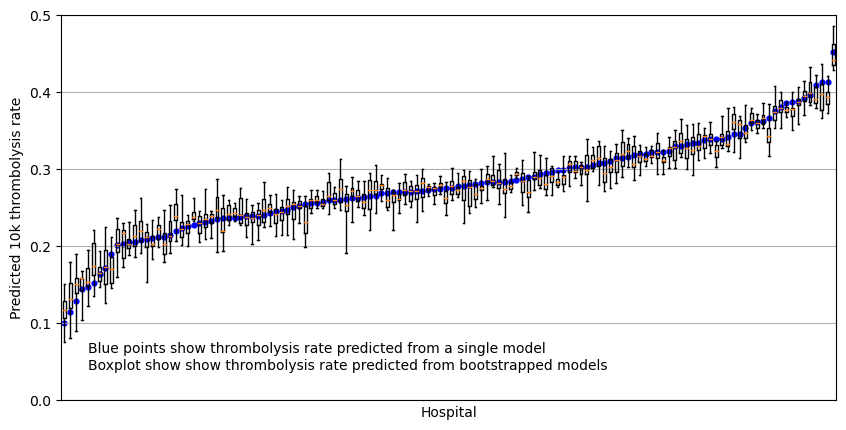 0.5
0.4
0.3
0.2
0.1
0.0
Predicted 10k thrombolysis rate
Blue points show thrombolysis rate predicted from a single model
Boxplot show show thrombolysis rate predicted from bootstrapped models
Hospital